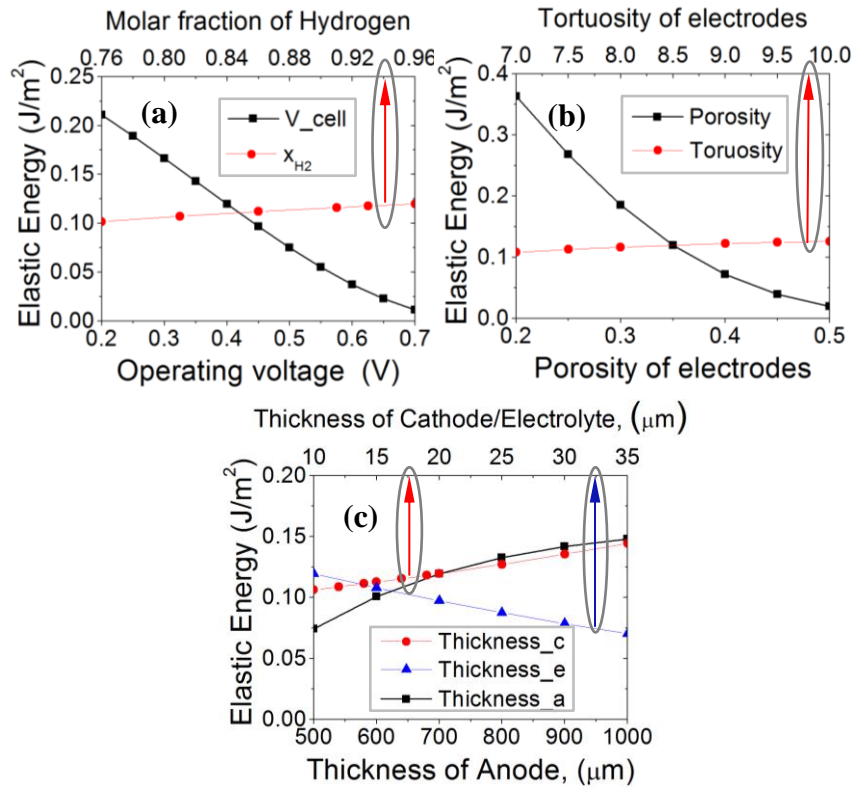 Molar fraction of Hydrogen
0.76 0.80 0.84 0.88 0.92 0.96
0.25
0.20
0.15
0.10
0.05
0.00
Elastic Energy (J/m²)
(a)
V_cell
x_H2
0.2 0.3 0.4 0.5 0.6 0.7
Operating voltage (V)
Tortuosity of electrodes
7.0 7.5 8.0 8.5 9.0 9.5 10.0
0.4
0.3
0.2
0.1
0.0
Elastic Energy (J/m²)
(b)
Porosity
Toruosity
0.2 0.3 0.4 0.5
Porosity of electrodes
Thickness of Cathode/Electrolyte, (μm)
10 15 20 25 30 35
0.20
0.15
0.10
0.05
0.00
Elastic Energy (J/m²)
(c)
Thickness_c
Thickness_e
Thickness_a
500 600 700 800 900 1000
Thickness of Anode, (μm)